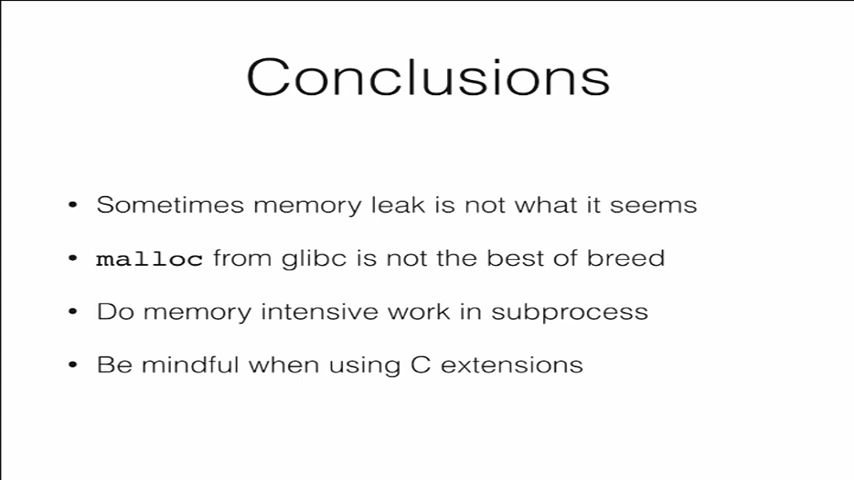 Conclusions
• Sometimes memory leak is not what it seems
• malloc from glibc is not the best of breed
• Do memory intensive work in subprocess
• Be mindful when using C extensions